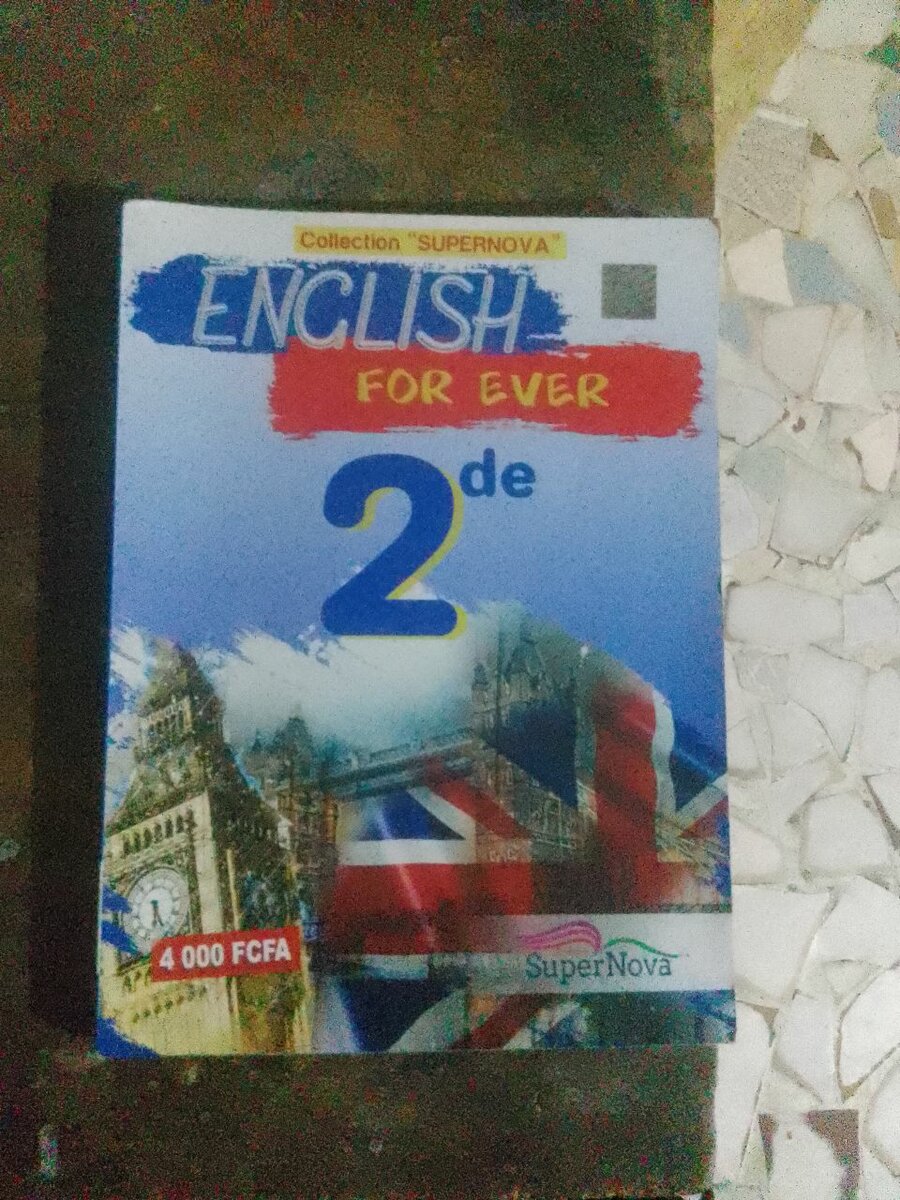 Collection "SUPERNOVA"
ENGLISH
FOR EVER
2de
4 000 FCFA
SuperNova